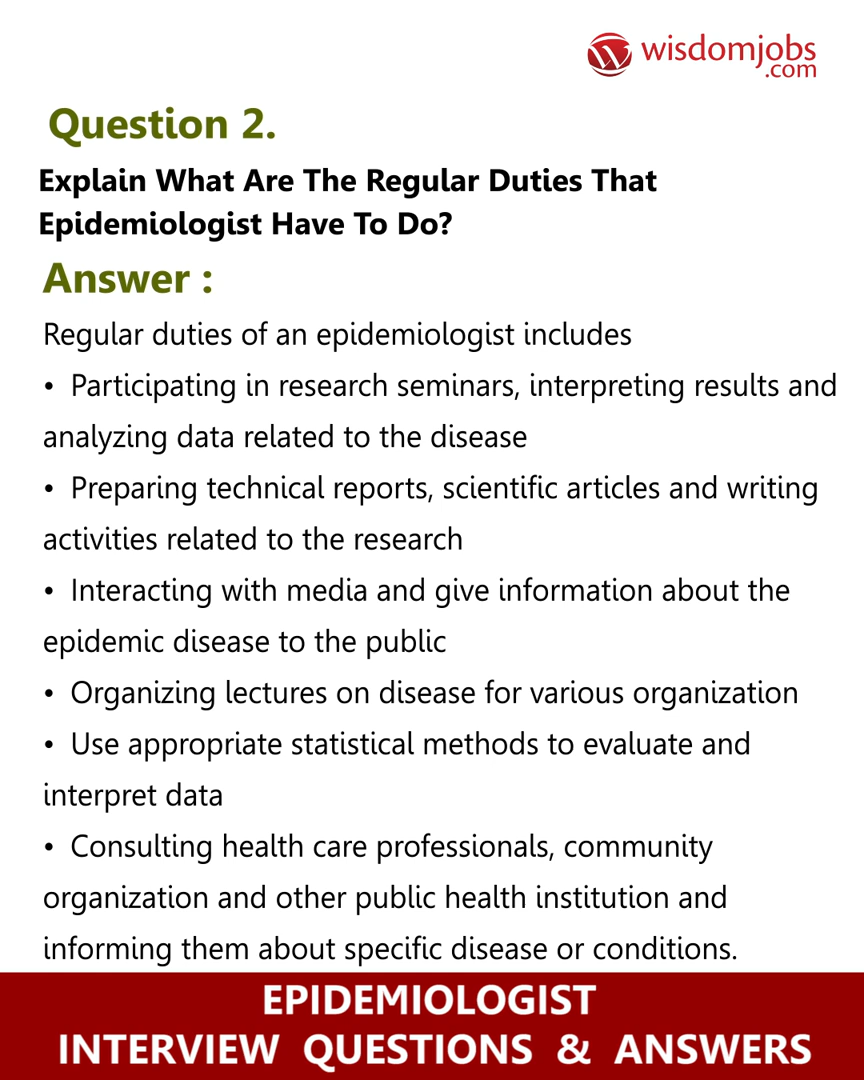 wisdomjobs
.com
Question 2.
Explain What Are The Regular Duties That
Epidemiologist Have To Do?
Answer :
Regular duties of an epidemiologist includes
• Participating in research seminars, interpreting results and
analyzing data related to the disease
• Preparing technical reports, scientific articles and writing
activities related to the research
• Interacting with media and give information about the
epidemic disease to the public
• Organizing lectures on disease for various organization
• Use appropriate statistical methods to evaluate and
interpret data
• Consulting health care professionals, community
organization and other public health institution and
informing them about specific disease or conditions.
EPIDEMIOLOGIST
INTERVIEW QUESTIONS & ANSWERS